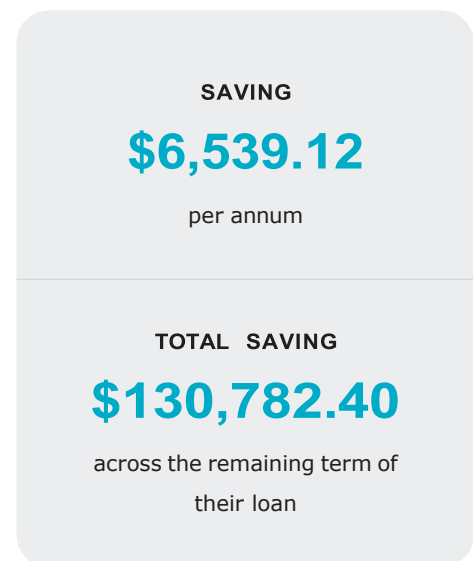 SAVING
$6,539.12
per annum
TOTAL SAVING
$130,782.40
across the remaining term of
their loan